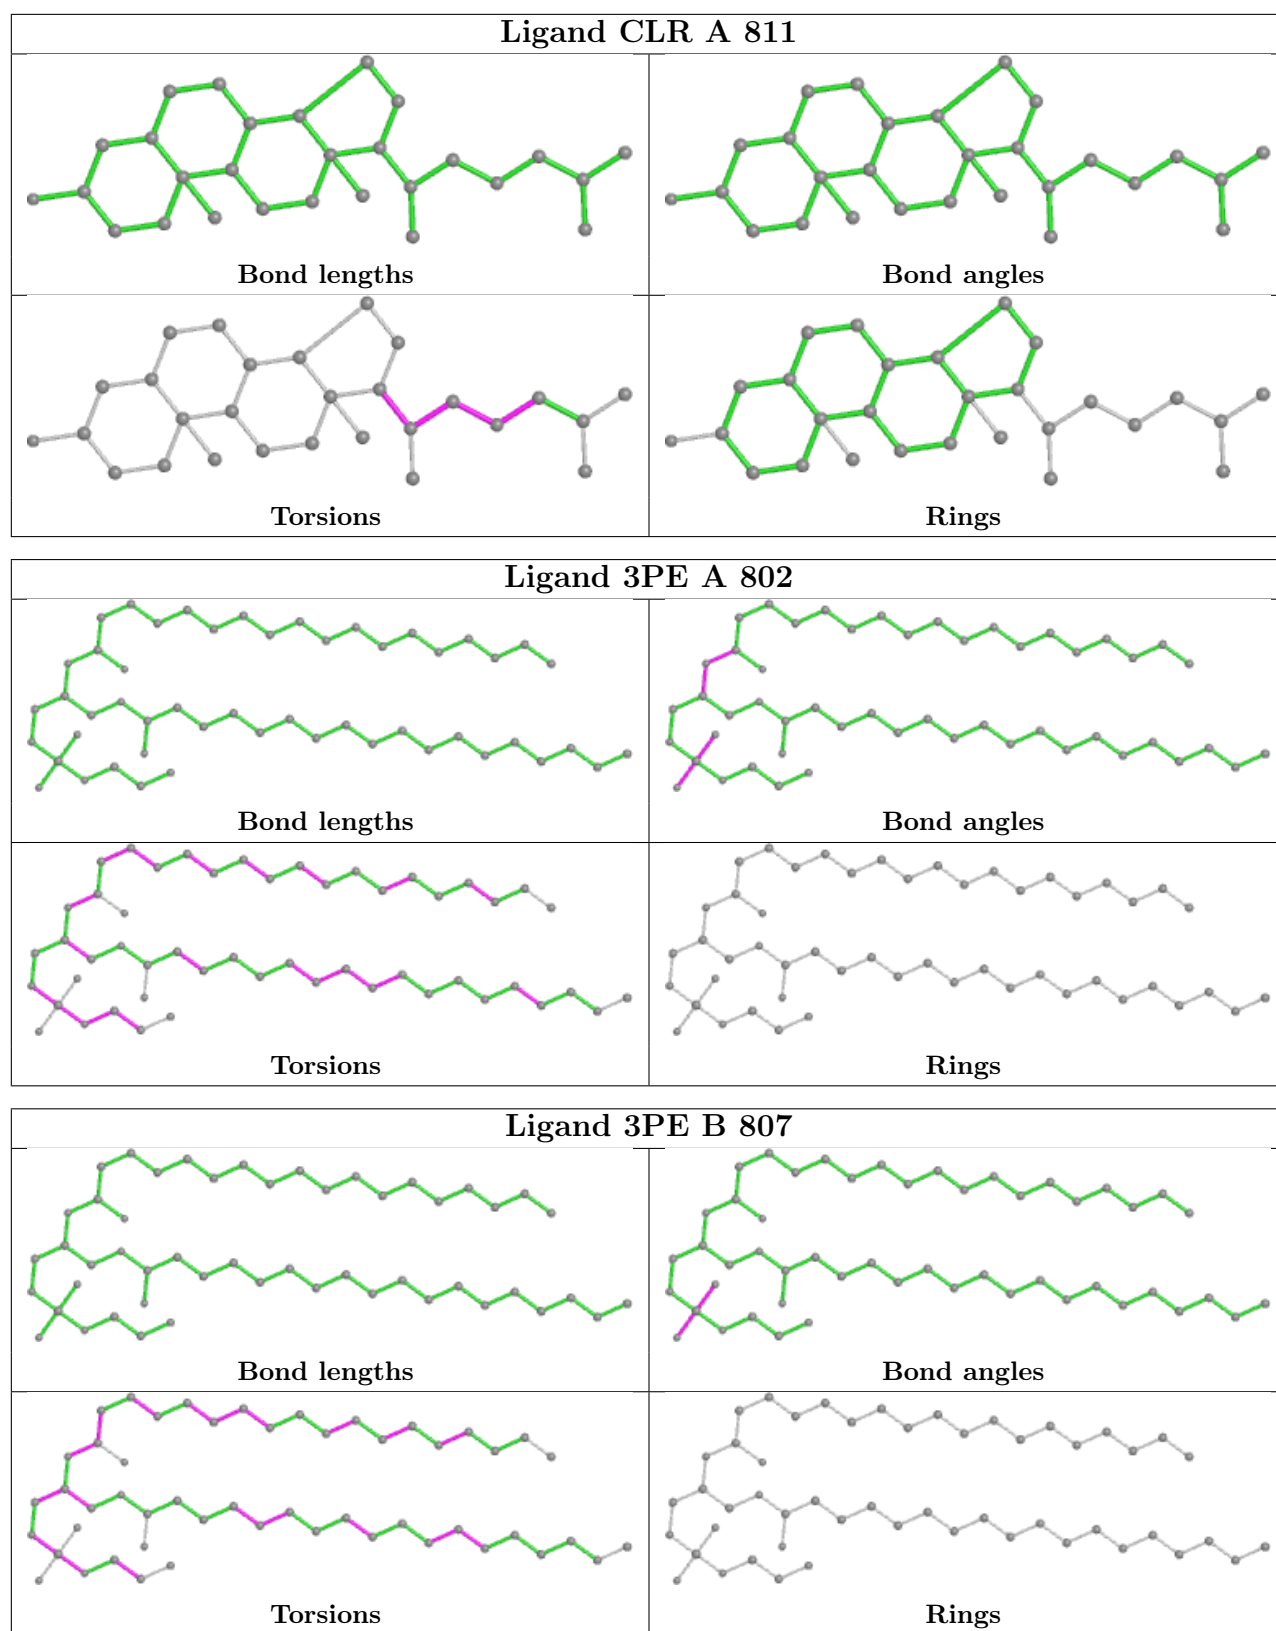 Ligand CLR A 811
Bond lengths
Bond angles
Torsions
Rings
Ligand 3PE A 802
Bond lengths
Bond angles
Torsions
Rings
Ligand 3PE B 807
Bond lengths
Bond angles
Torsions
Rings